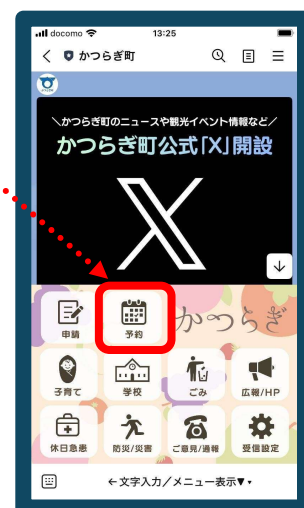 docomo 13:25
かつらぎ町
＼かつらぎ町のニュースや観光イベント情報など／
かつらぎ町公式「X」開設
X
申請 予約 かつらぎ
子育て 学校 ごみ 広報/HP
休日急患 防災/災害 ご意見/通報 受信設定
←文字入力／メニュー表示▼▾